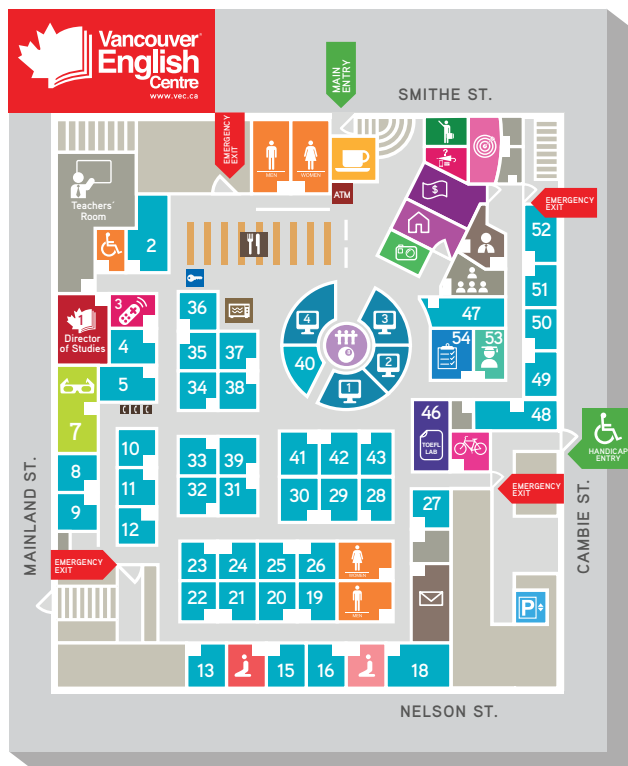 Vancouver
English
Centre
www.vec.ca
MAIN
ENTRY
SMITHE ST.
EMERGENCY
EXIT
MEN
WOMEN
ATM
$
Teachers'
Room
2
EMERGENCY
EXIT
52
51
50
49
48
47
54
53
36
35
37
34
38
4
3
40
2
1
8
1
Director
of Studies
3
4
5
7
8
9
10
11
12
33
39
32
31
41
42
43
30
29
28
46
TOEFL
LAB
HANDICAP
ENTRY
EMERGENCY
EXIT
27
MAINLAND ST.
CAMBIE ST.
EMERGENCY
EXIT
23
24
25
26
WOMEN
22
21
20
19
MEN
P
13
15
16
18
NELSON ST.